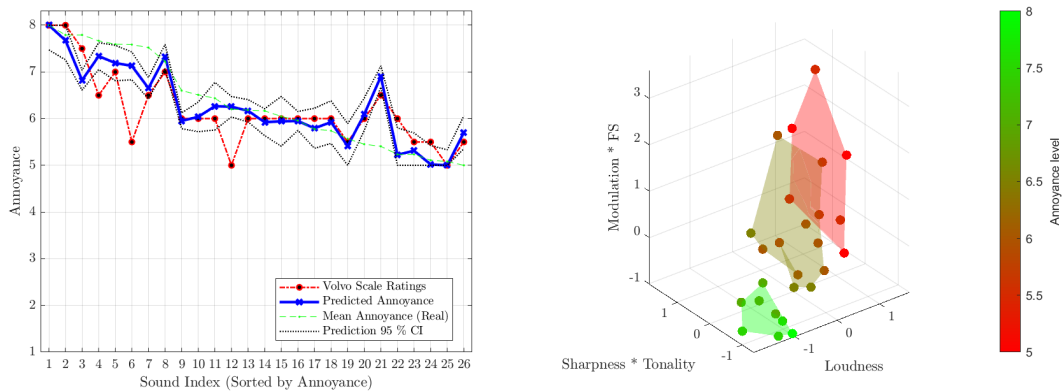 8
7
6
5
4
3
2
1
Annoyance
Volvo Scale Ratings
Predicted Annoyance
Mean Annoyance (Real)
Prediction 95 % CI
1 2 3 4 5 6 7 8 9 10 11 12 13 14 15 16 17 18 19 20 21 22 23 24 25 26
Sound Index (Sorted by Annoyance)
3
2
1
0
-1
Modulation * FS
1
0
-1
Sharpness * Tonality
-1
0
1
Loudness
8
7.5
7
6.5
6
5.5
5
Annoyance level